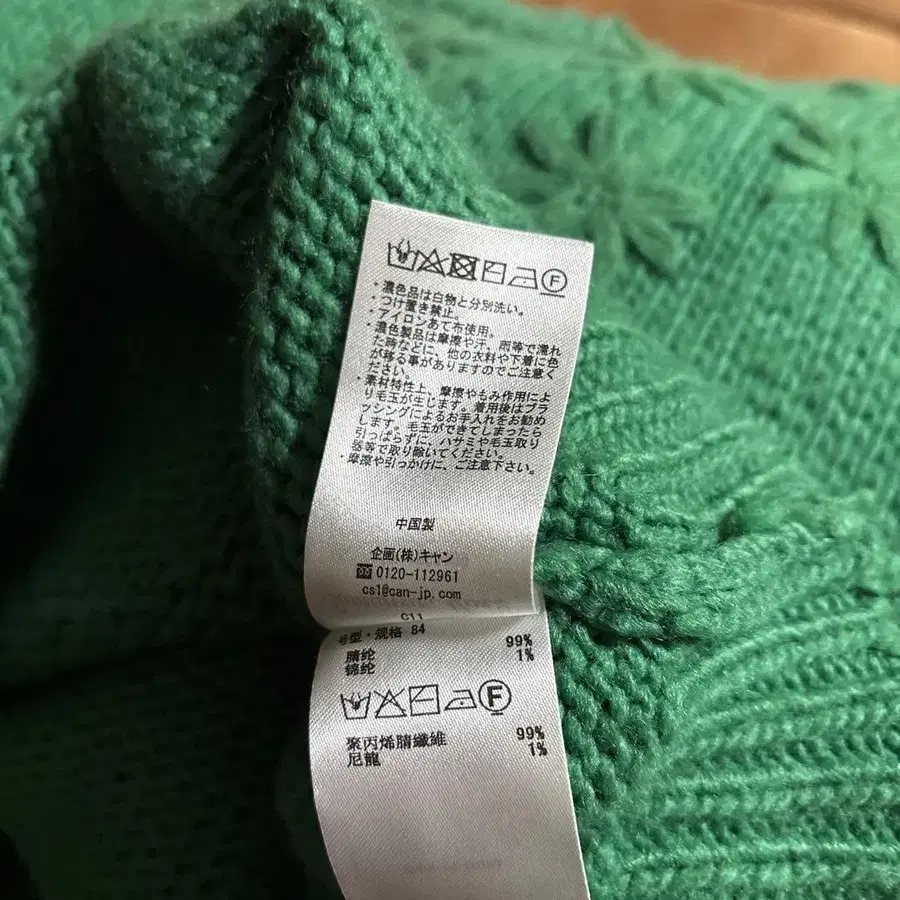 F
・濃色品は白物と分別洗い。
・つけ置き禁止。
・アイロンあて布使用。
・濃色製品は摩擦や汗、雨等で濡れ
た時などに、他の衣料や下着に色
が移る事がありますのでご注意く
ださい。
・素材特性上、摩擦やもみ作用によ
り毛玉が生じます。着用後はブラ
ッシングによるお手入れをお勧め
します。毛玉ができてしまったら
引っぱらずに、ハサミや毛玉取り
器等で取り除いてください。
・摩擦や引っかけに、ご注意下さい。
中国製
企画(株)キャン
0120-112961
cs1@can-jp.com
C11
号型・规格 84
腈纶 99%
锦纶 1%
F
聚丙烯腈纖維 99%
尼龍 1%